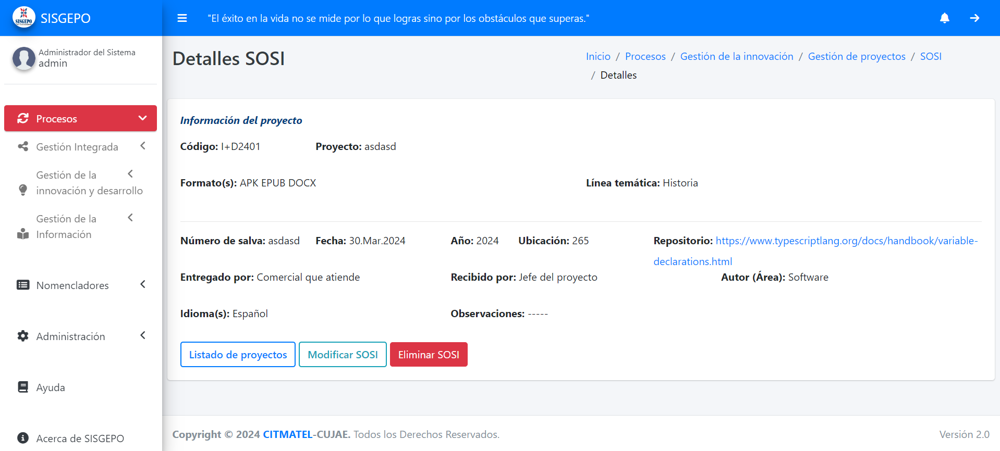 SISGEPO
SISGEPO
"El éxito en la vida no se mide por lo que logras sino por los obstáculos que superas."
Administrador del Sistema
admin
Procesos
Gestión Integrada
Gestión de la
innovación y desarrollo
Gestión de la
Información
Nomencladores
Administración
Ayuda
Acerca de SISGEPO
Detalles SOSI
Inicio / Procesos / Gestión de la innovación / Gestión de proyectos / SOSI
/ Detalles
Información del proyecto
Código: I+D2401 Proyecto: asdasd
Formato(s): APK EPUB DOCX Línea temática: Historia
Número de salva: asdasd Fecha: 30.Mar.2024 Año: 2024 Ubicación: 265 Repositorio: https://www.typescriptlang.org/docs/handbook/variable-
declarations.html
Entregado por: Comercial que atiende Recibido por: Jefe del proyecto Autor (Área): Software
Idioma(s): Español Observaciones: -----
Listado de proyectos Modificar SOSI Eliminar SOSI
Copyright © 2024 CITMATEL-CUJAE. Todos los Derechos Reservados. Versión 2.0